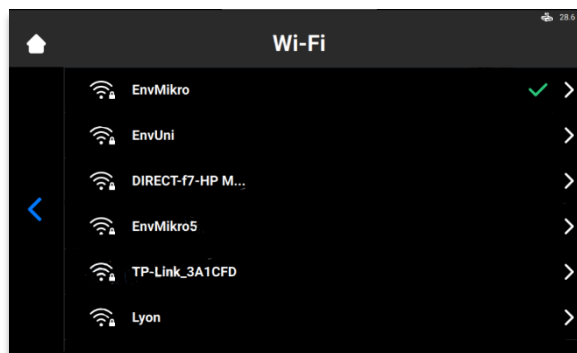 28.6
Wi-Fi
EnvMikro
EnvUni
DIRECT-f7-HP M...
EnvMikro5
TP-Link_3A1CFD
Lyon